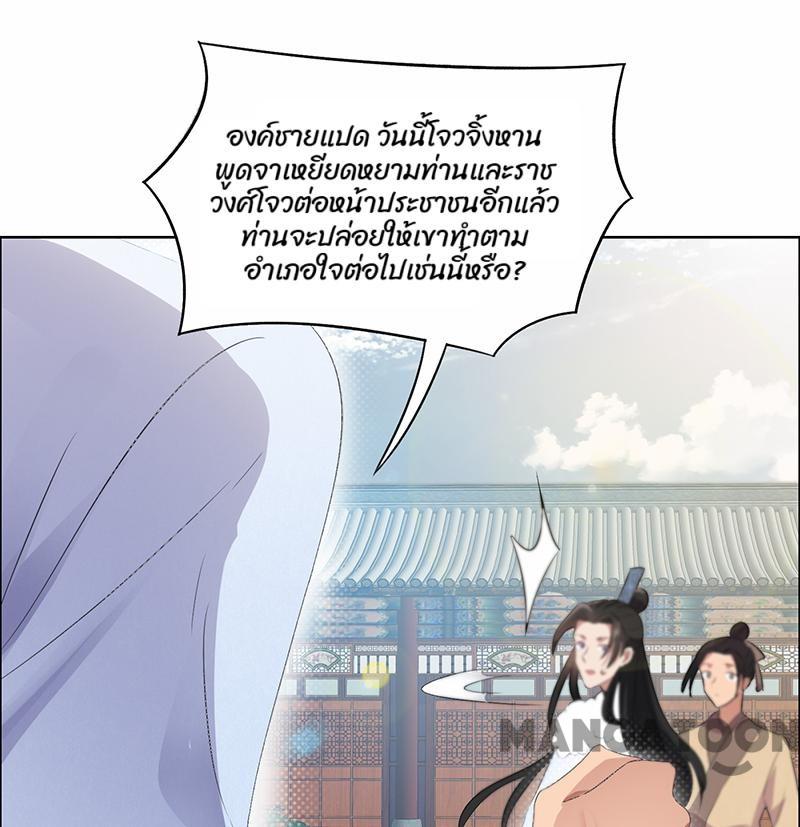 องค์ชายแปด วันนี้โจวจิ้งหาน
พูดจาเหยียดหยามท่านและราช
วงศ์โจวต่อหน้าประชาชนอีกแล้ว
ท่านจะปล่อยให้เขาทำตาม
อำเภอใจต่อไปเช่นนี้หรือ?
MANGATOON